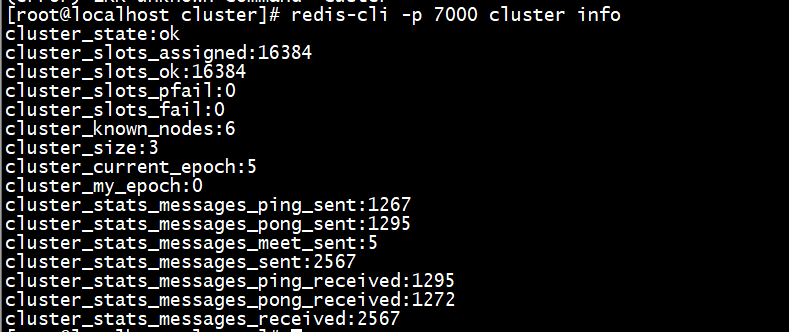 [root@localhost cluster]# redis-cli -p 7000 cluster info
cluster_state:ok
cluster_slots_assigned:16384
cluster_slots_ok:16384
cluster_slots_pfail:0
cluster_slots_fail:0
cluster_known_nodes:6
cluster_size:3
cluster_current_epoch:5
cluster_my_epoch:0
cluster_stats_messages_ping_sent:1267
cluster_stats_messages_pong_sent:1295
cluster_stats_messages_meet_sent:5
cluster_stats_messages_sent:2567
cluster_stats_messages_ping_received:1295
cluster_stats_messages_pong_received:1272
cluster_stats_messages_received:2567